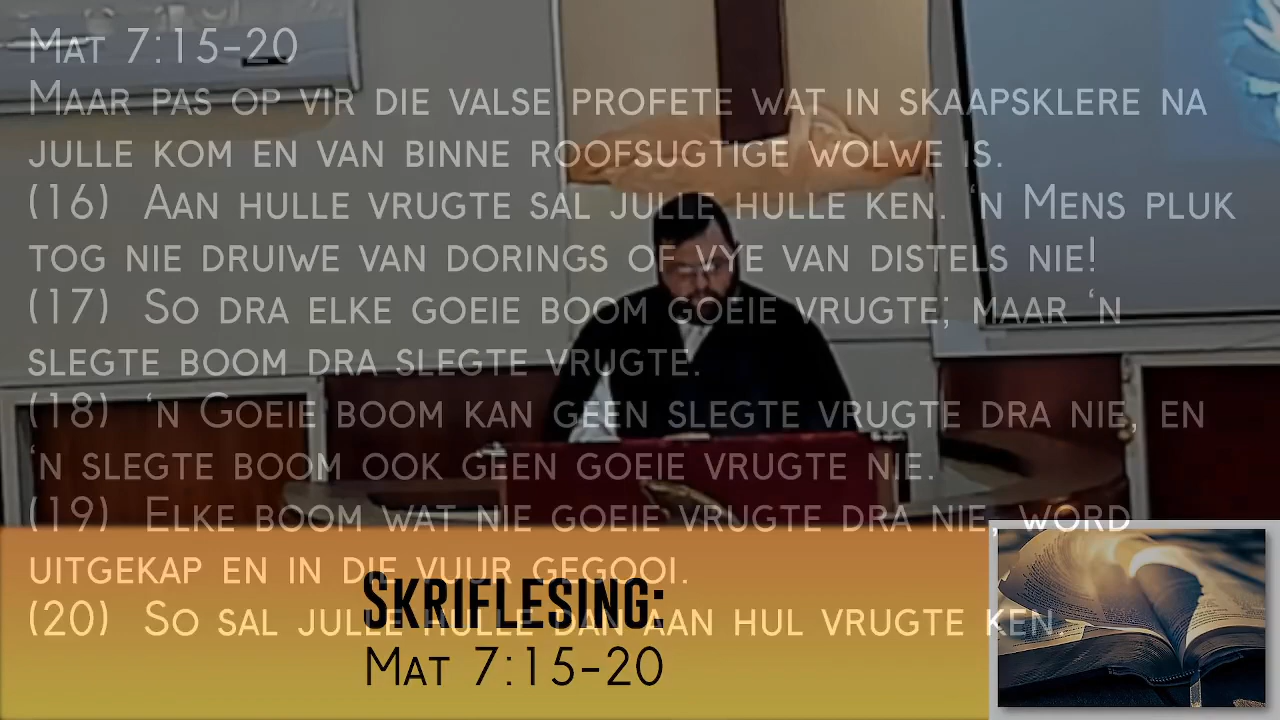 Mat 7:15-20
Maar pas op vir die valse profete wat in skaapsklere na
julle kom en van binne roofsugtige wolwe is.
(16) Aan hulle vrugte sal julle hulle ken. 'n Mens pluk
tog nie druiwe van dorings of vye van distels nie!
(17) So dra elke goeie boom goeie vrugte; maar 'n
slegte boom dra slegte vrugte.
(18) 'n Goeie boom kan geen slegte vrugte dra nie, en
'n slegte boom ook geen goeie vrugte nie.
(19) Elke boom wat nie goeie vrugte dra nie, word
uitgekap en in die vuur gegooi.
(20) So sal julle hulle dan aan hul vrugte ken.
Skriflesing:
Mat 7:15-20